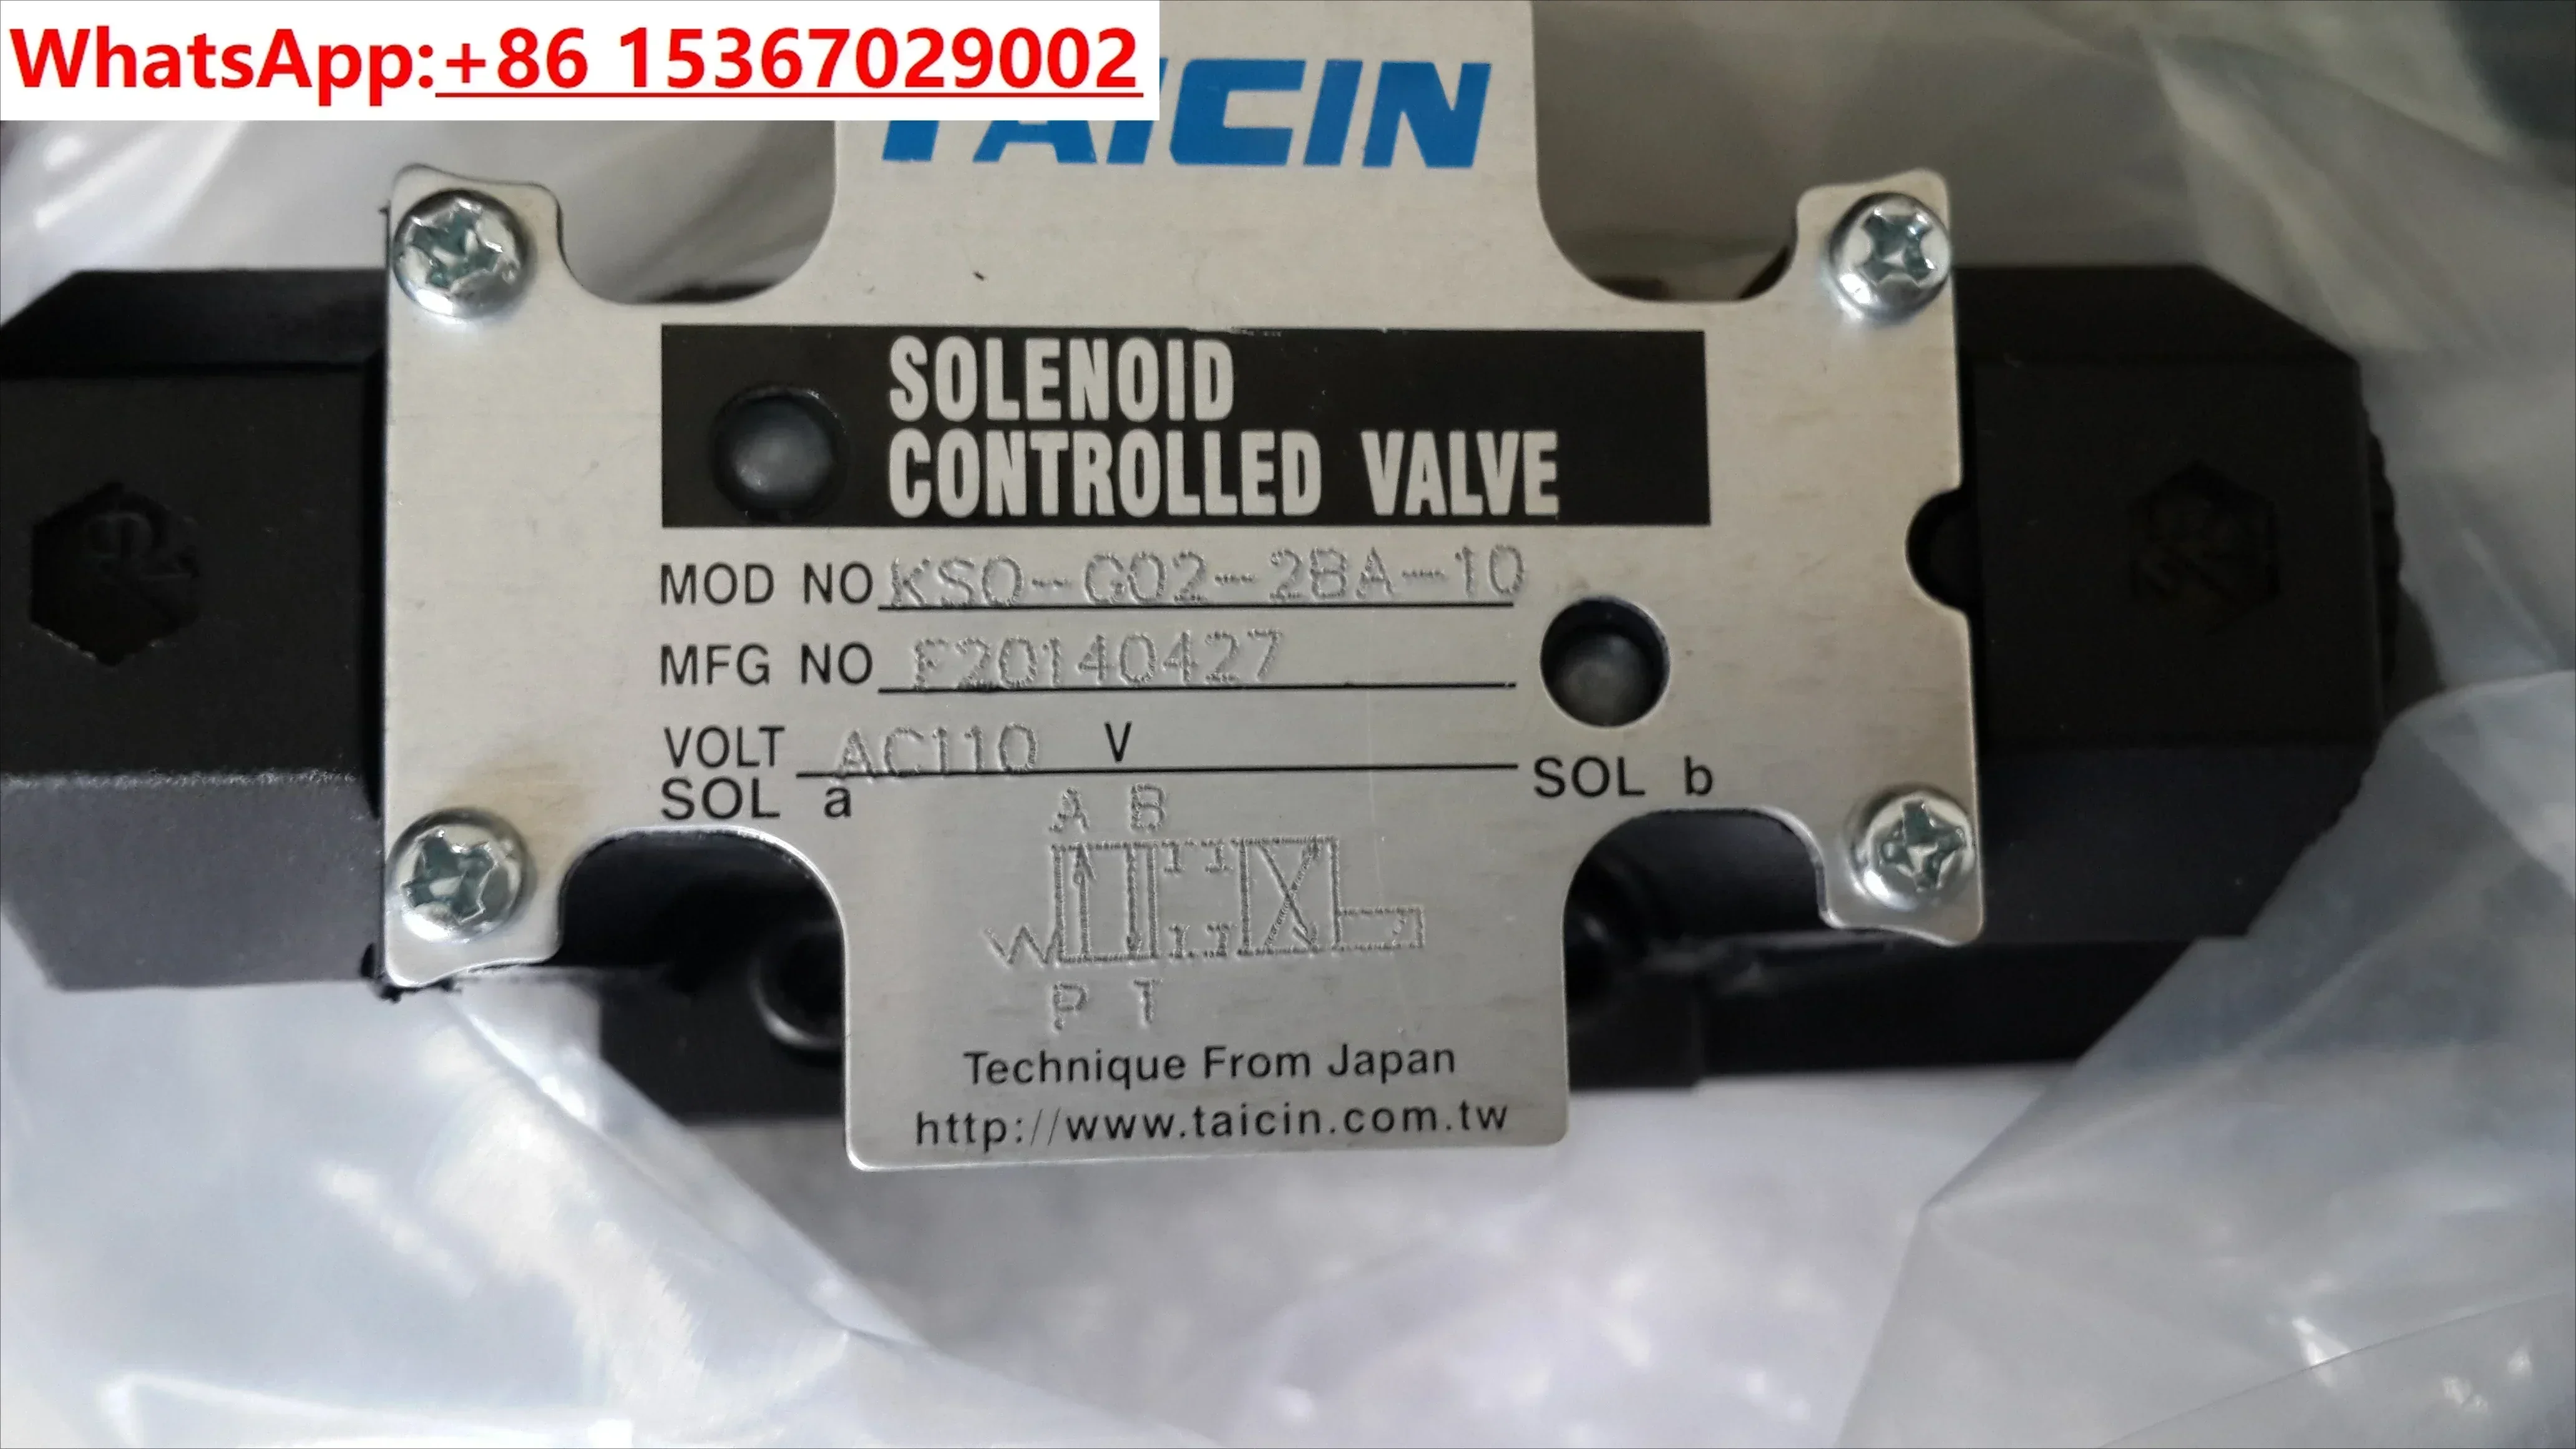 WhatsApp:+86 15367029002
TAICIN
SOLENOID
CONTROLLED VALVE
MOD NO KSO-G02-2BA-10
MFG NO F20140427
VOLT AC110 V
SOL a
SOL b
A B
P T
Technique From Japan
http://www.taicin.com.tw